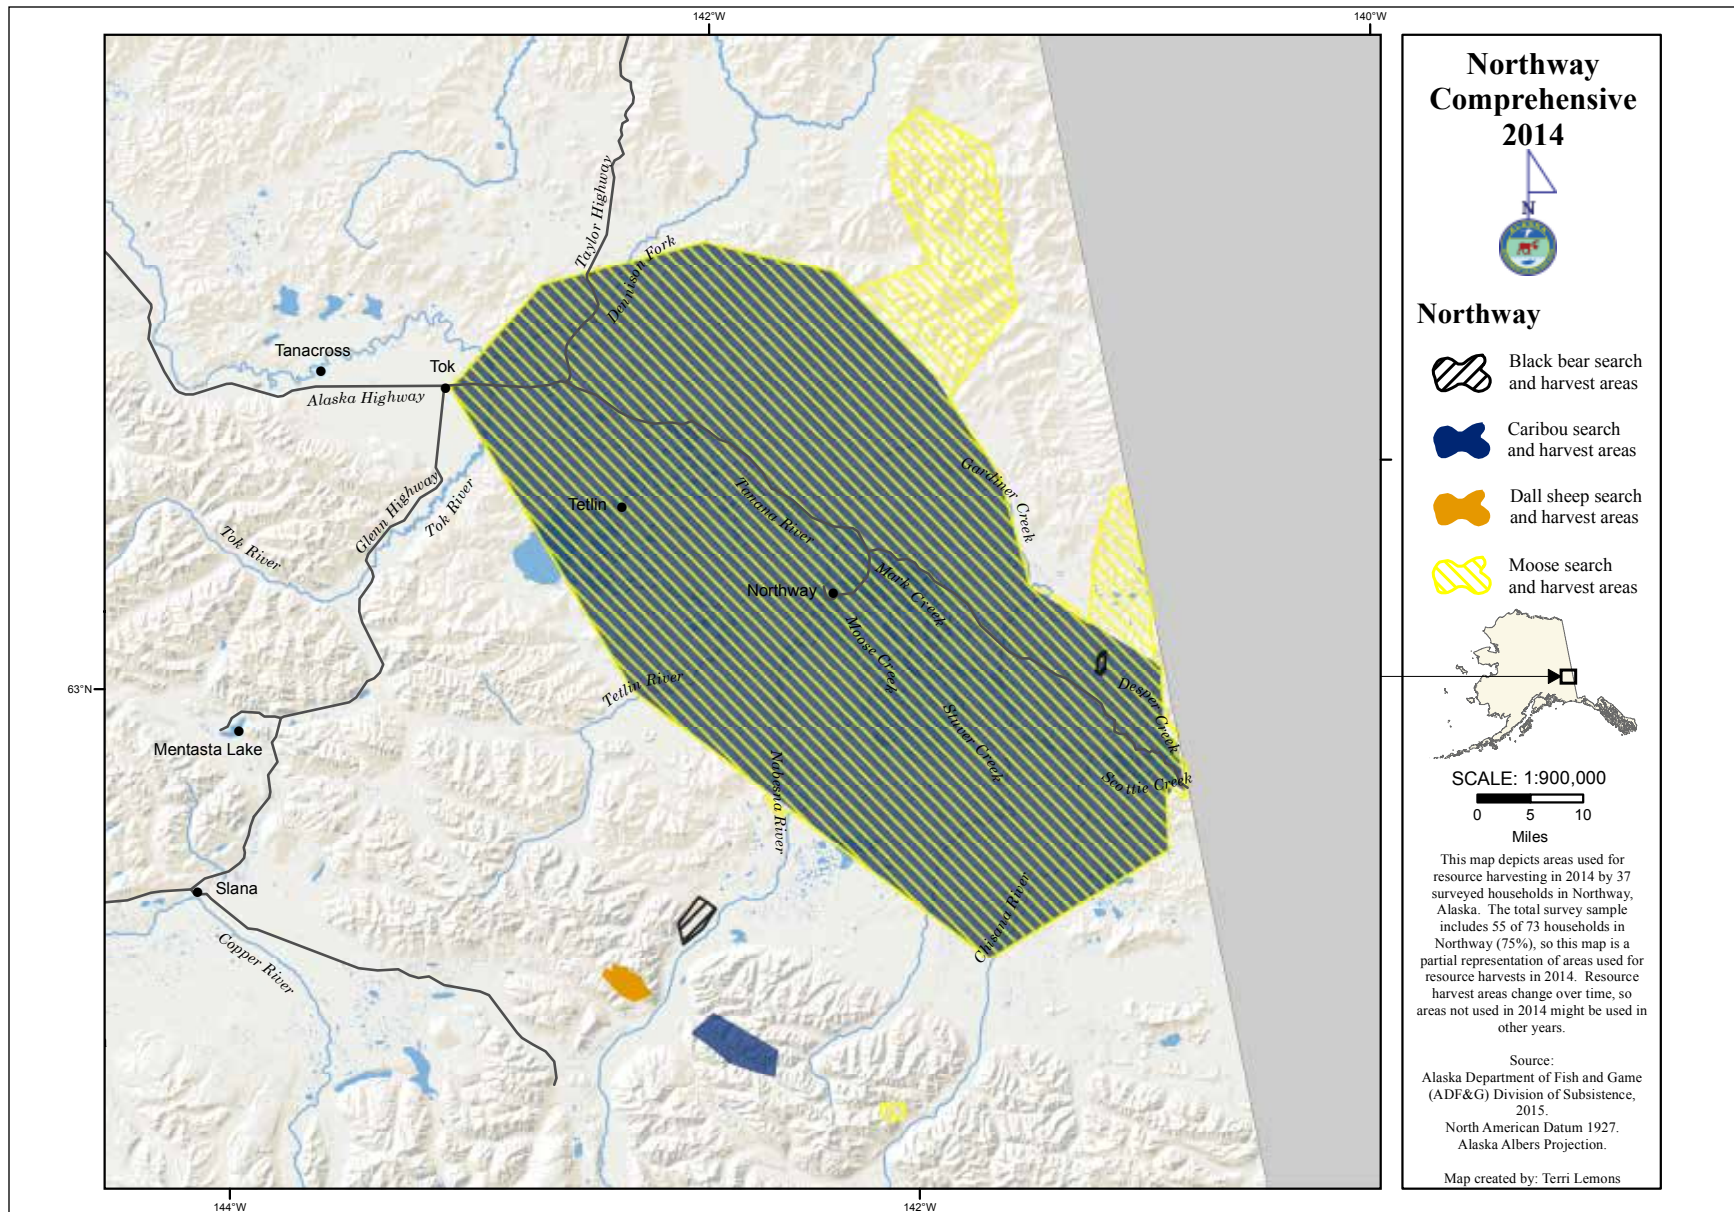 142°W
140°W
Taylor Highway
Dennison Fork
Tanacross
Tok
Alaska Highway
Glenn Highway
Tok River
Tok River
Gardiner Creek
Tanana River
Tetlin
Mark Creek
Northway
Moose Creek
63°N
Tetlin River
Desper Creek
Stuver Creek
Mentasta Lake
Scottie Creek
Nabesna River
Slana
Chisana River
Copper River
144°W
142°W
Northway
Comprehensive
2014
N
ALASKA
Northway
Black bear search
and harvest areas
Caribou search
and harvest areas
Dall sheep search
and harvest areas
Moose search
and harvest areas
SCALE: 1:900,000
0 5 10
Miles
This map depicts areas used for
resource harvesting in 2014 by 37
surveyed households in Northway,
Alaska. The total survey sample
includes 55 of 73 households in
Northway (75%), so this map is a
partial representation of areas used for
resource harvests in 2014. Resource
harvest areas change over time, so
areas not used in 2014 might be used in
other years.
Source:
Alaska Department of Fish and Game
(ADF&G) Division of Subsistence,
2015.
North American Datum 1927.
Alaska Albers Projection.
Map created by: Terri Lemons